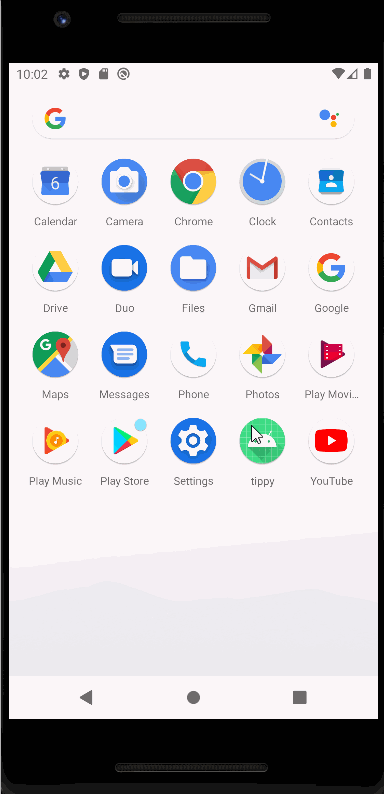 10:02
G
6
Calendar Camera Chrome Clock Contacts
G
Drive Duo Files Gmail Google
G
Maps Messages Phone Photos Play Movi...
Play Music Play Store Settings tippy YouTube